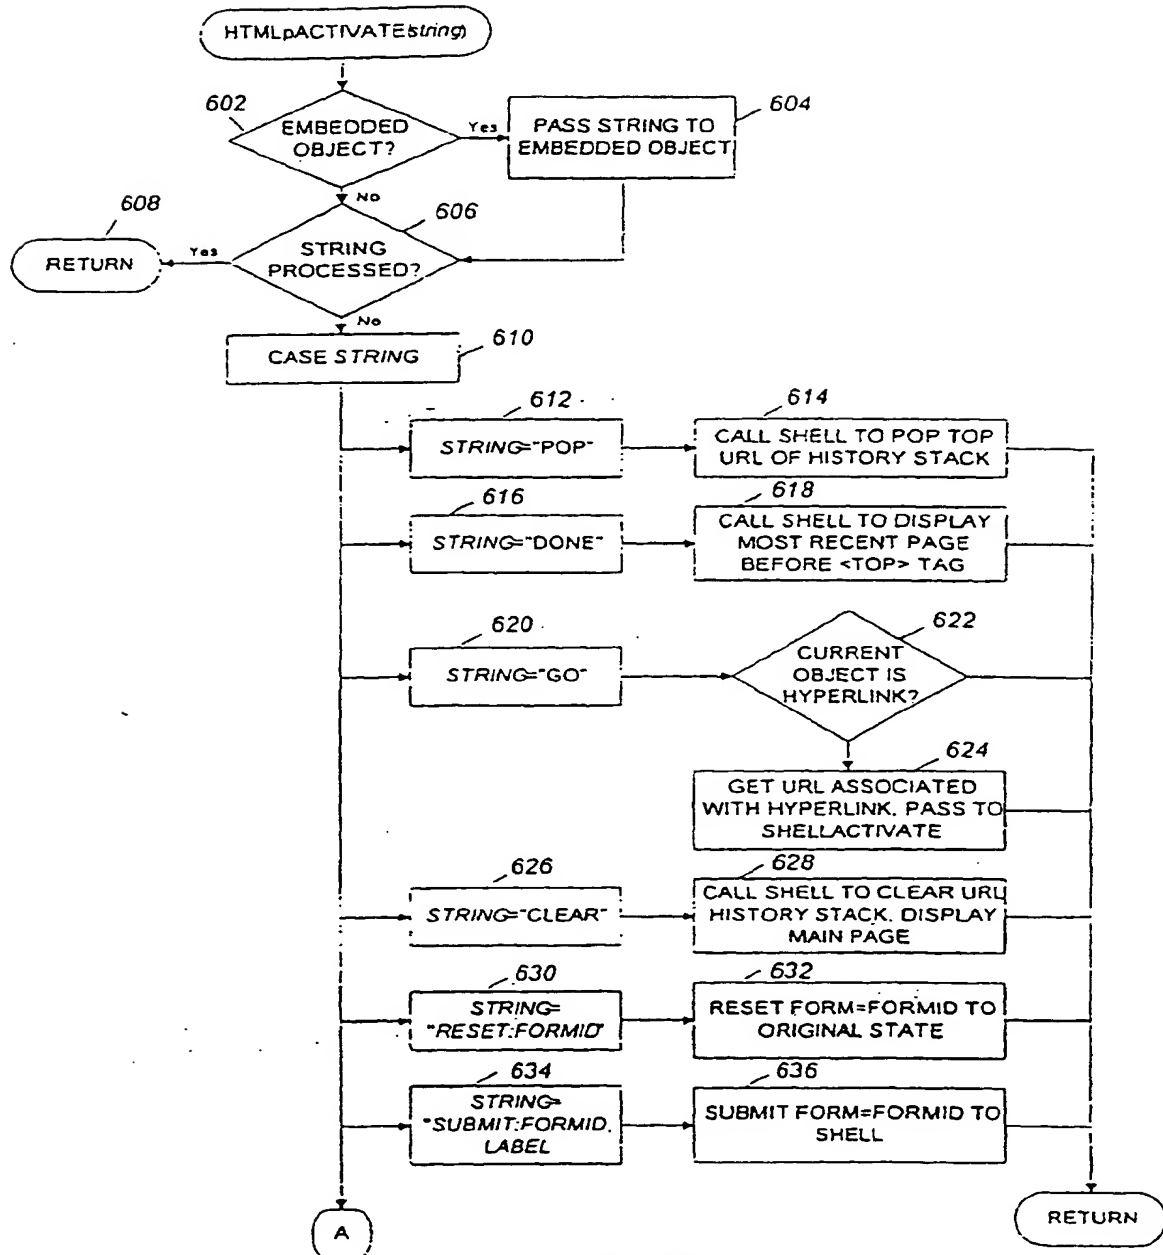 HTMLpACTIVATE(string)
602
EMBEDDED
OBJECT?
Yes
604
PASS STRING TO
EMBEDDED OBJECT
No
608
RETURN
Yes
606
STRING
PROCESSED?
No
610
CASE STRING
612
STRING="POP"
614
CALL SHELL TO POP TOP
URL OF HISTORY STACK
616
STRING="DONE"
618
CALL SHELL TO DISPLAY
MOST RECENT PAGE
BEFORE <TOP> TAG
620
STRING="GO"
622
CURRENT
OBJECT IS
HYPERLINK?
624
GET URL ASSOCIATED
WITH HYPERLINK, PASS TO
SHELLACTIVATE
626
STRING="CLEAR"
628
CALL SHELL TO CLEAR URL
HISTORY STACK, DISPLAY
MAIN PAGE
630
STRING=
"RESET:FORMID"
632
RESET FORM=FORMID TO
ORIGINAL STATE
634
STRING=
"SUBMIT:FORMID,
LABEL
636
SUBMIT FORM=FORMID TO
SHELL
A
RETURN